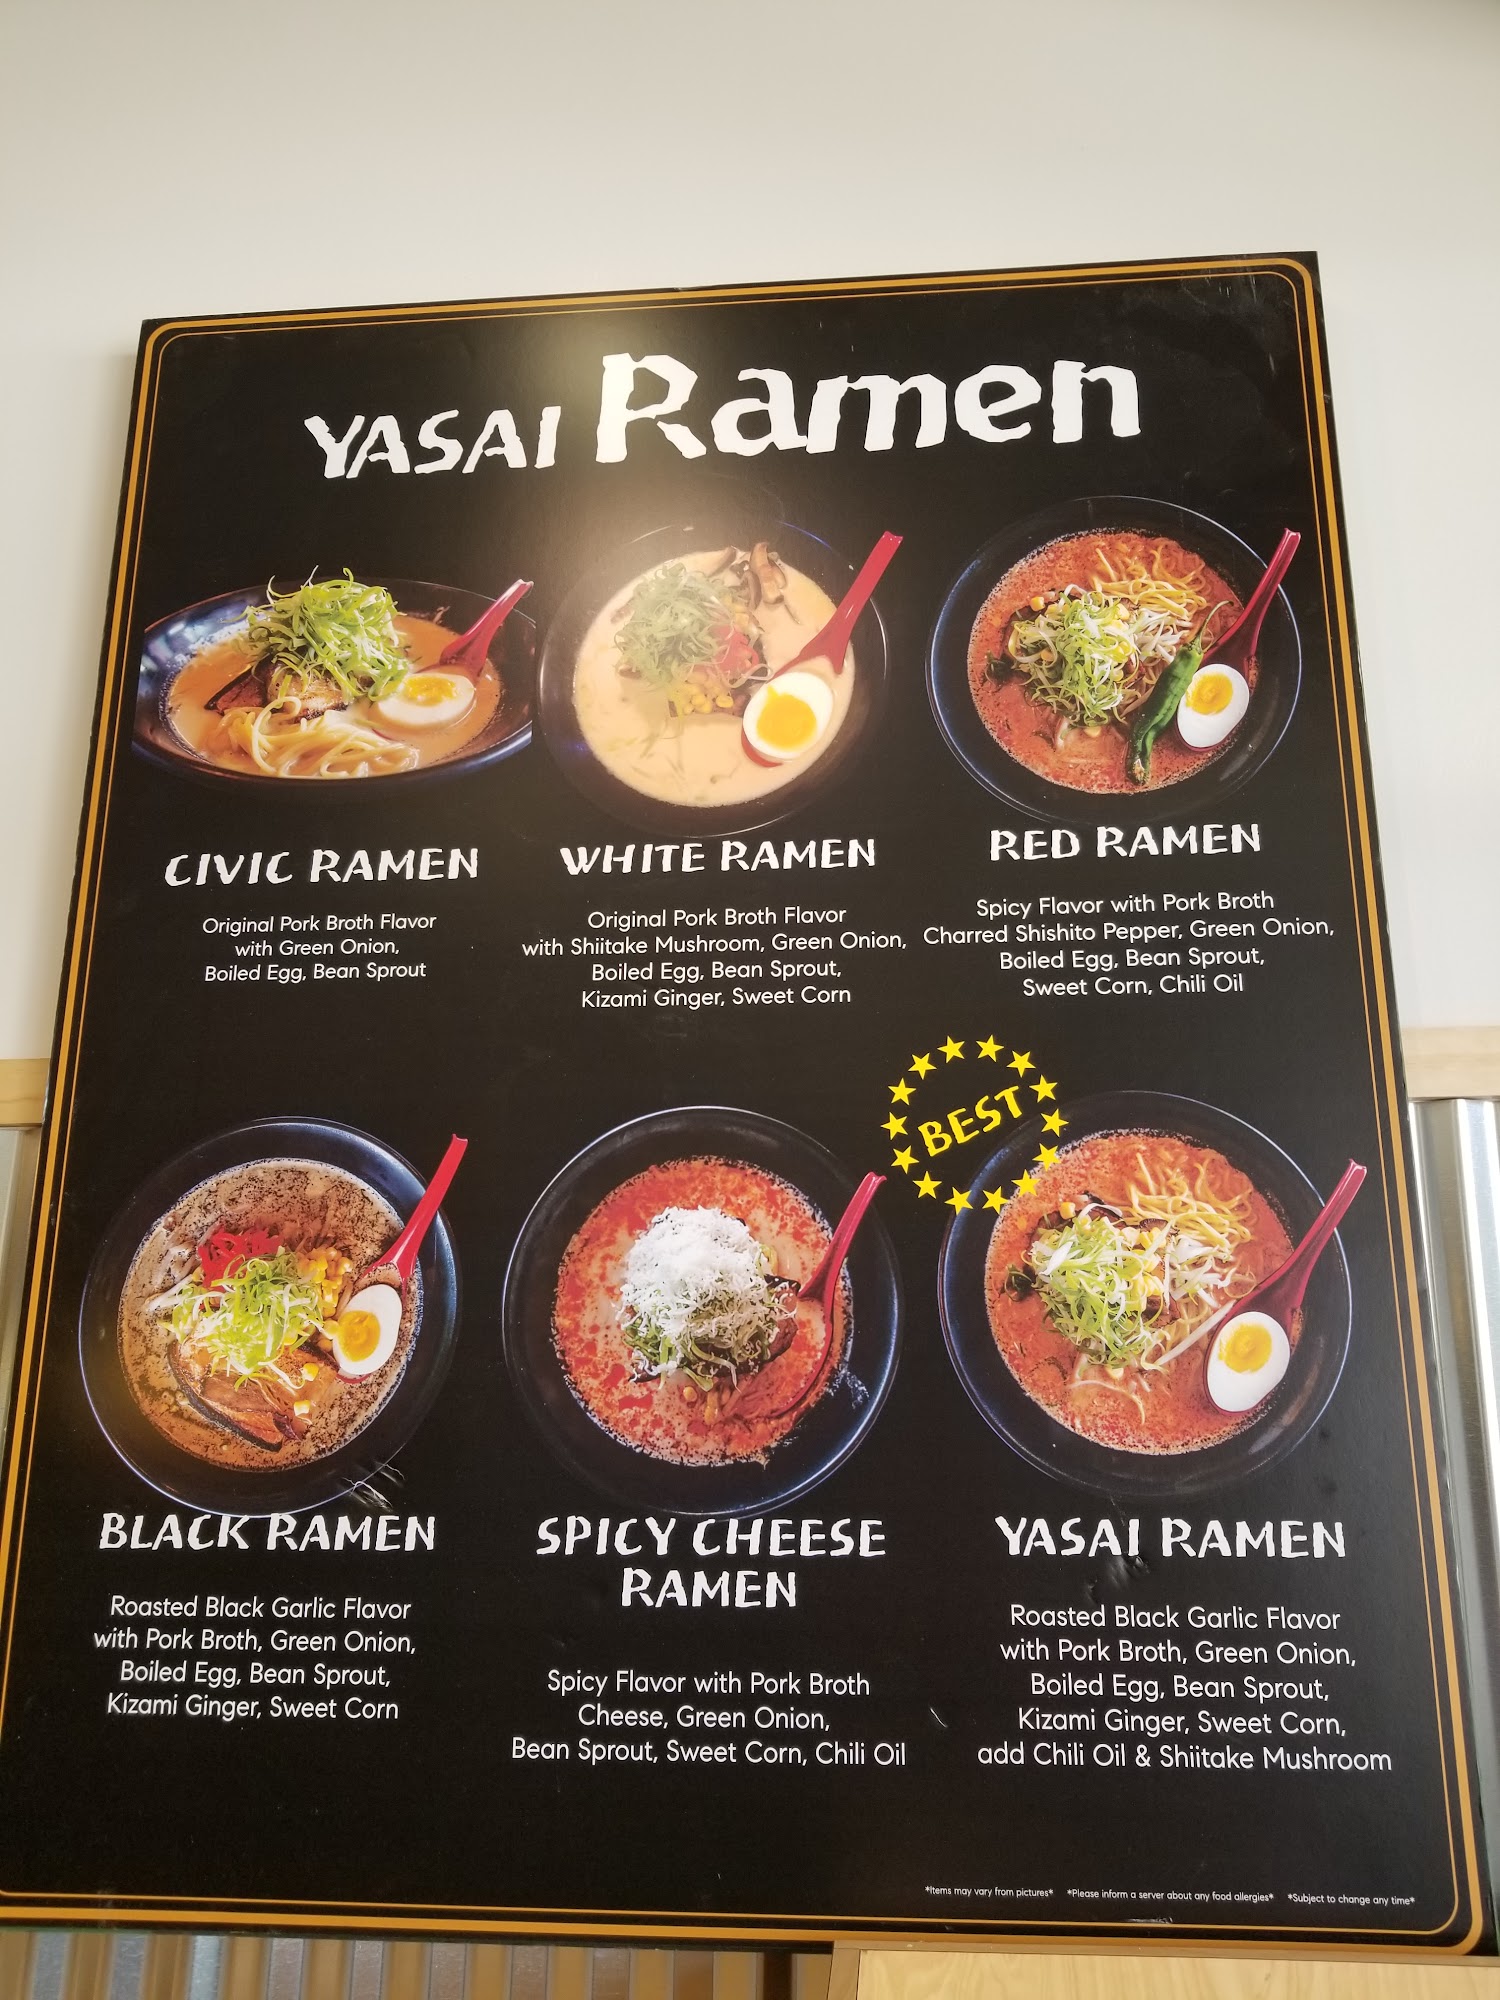 YASAI Ramen
CIVIC RAMEN
Original Pork Broth Flavor
with Green Onion,
Boiled Egg, Bean Sprout
WHITE RAMEN
Original Pork Broth Flavor
with Shiitake Mushroom, Green Onion,
Boiled Egg, Bean Sprout,
Kizami Ginger, Sweet Corn
RED RAMEN
Spicy Flavor with Pork Broth
Charred Shishito Pepper, Green Onion,
Boiled Egg, Bean Sprout,
Sweet Corn, Chili Oil
BLACK RAMEN
Roasted Black Garlic Flavor
with Pork Broth, Green Onion,
Boiled Egg, Bean Sprout,
Kizami Ginger, Sweet Corn
SPICY CHEESE
RAMEN
Spicy Flavor with Pork Broth
Cheese, Green Onion,
Bean Sprout, Sweet Corn, Chili Oil
BEST
YASAI RAMEN
Roasted Black Garlic Flavor
with Pork Broth, Green Onion,
Boiled Egg, Bean Sprout,
Kizami Ginger, Sweet Corn,
add Chili Oil & Shiitake Mushroom
*Items may vary from pictures* *Please inform a server about any food allergies* *Subject to change any time*